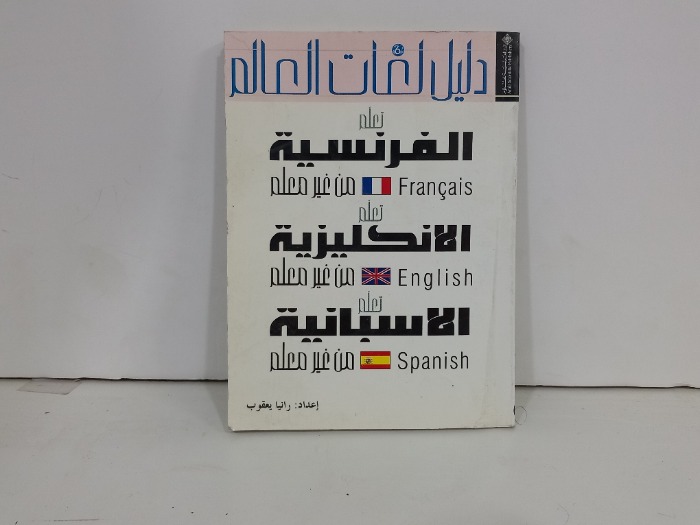 دليل لغات العالم
تعلم
الفرنسية
من غير معلم Français
تعلم
الانكليزية
من غير معلم English
تعلم
الاسبانية
من غير معلم Spanish
إعداد: رانيا يعقوب